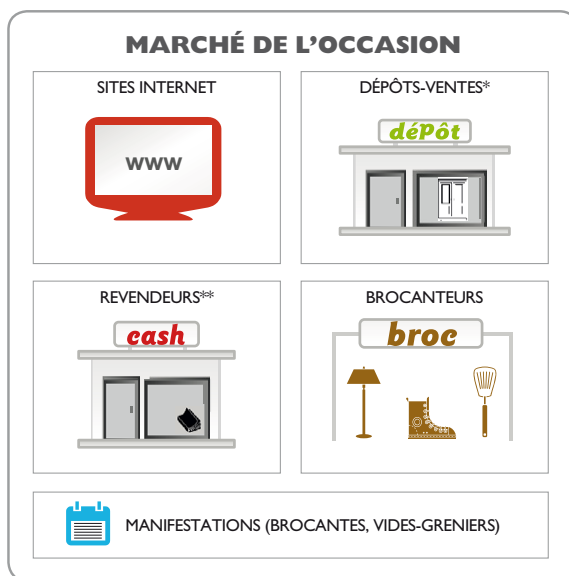 MARCHÉ DE L'OCCASION
SITES INTERNET
www
DÉPÔTS-VENTES*
déPôt
REVENDEURS**
cash
BROCANTEURS
broc
MANIFESTATIONS (BROCANTES, VIDES-GRENIERS)